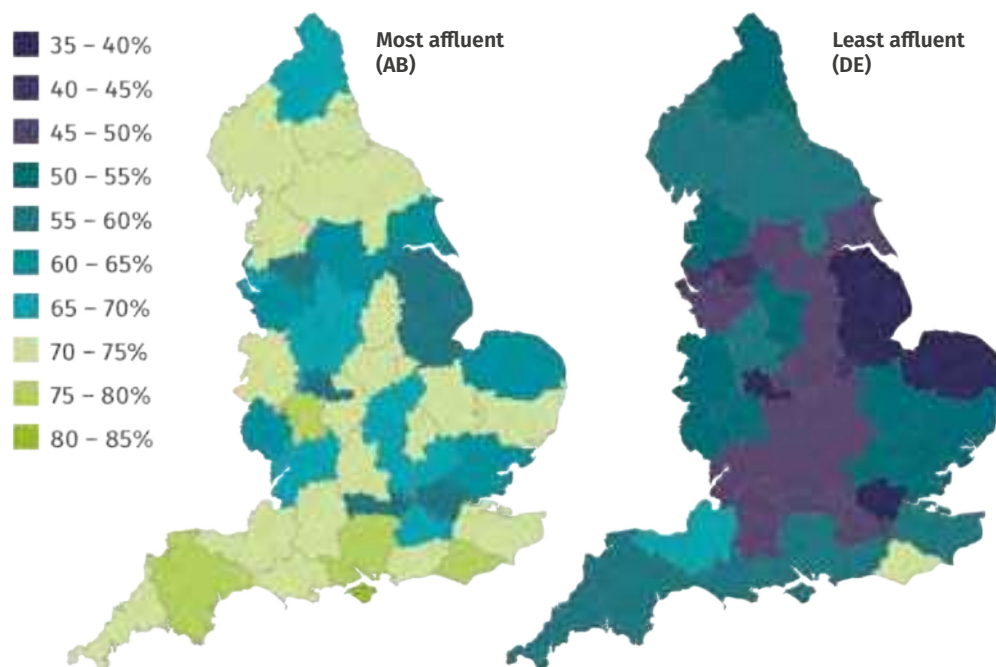 35 – 40%
40 – 45%
45 – 50%
50 – 55%
55 – 60%
60 – 65%
65 – 70%
70 – 75%
75 – 80%
80 – 85%
Most affluent
(AB)
Least affluent
(DE)